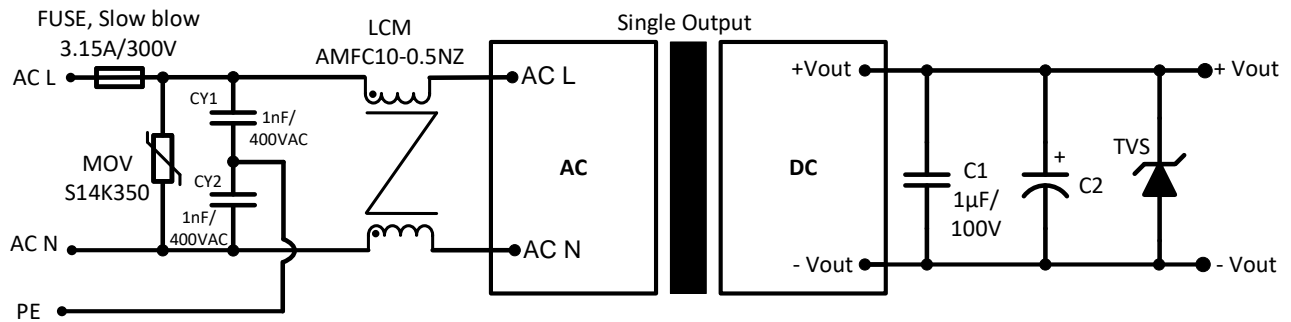 FUSE, Slow blow
3.15A/300V
LCM
AMFC10-0.5NZ
Single Output
AC L
CY1
1nF/
400VAC
MOV
S14K350
CY2
1nF/
400VAC
AC N
PE
AC L
AC
AC N
+Vout
DC
- Vout
C1
1µF/
100V
+
C2
TVS
+ Vout
- Vout